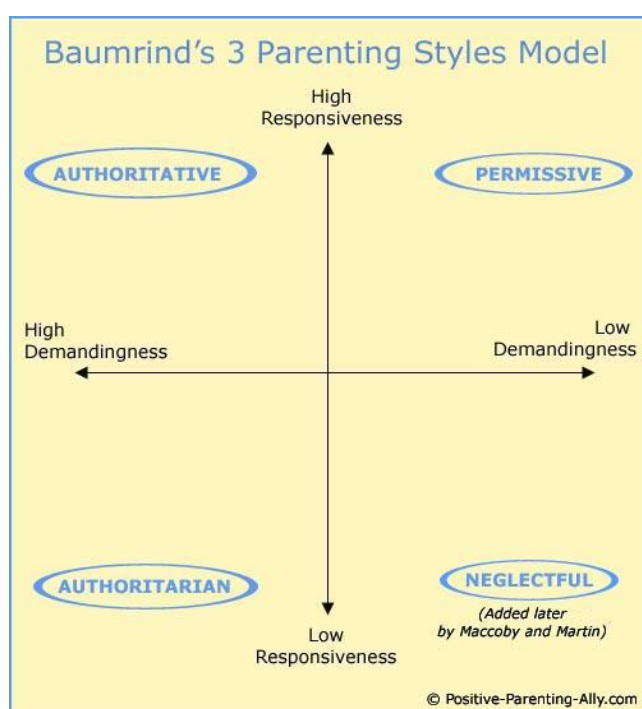 Baumrind's 3 Parenting Styles Model
High
Responsiveness
AUTHORITATIVE
PERMISSIVE
High
Demandingness
Low
Demandingness
AUTHORITARIAN
NEGLECTFUL
(Added later
by Maccoby and Martin)
Low
Responsiveness
© Positive-Parenting-Ally.com